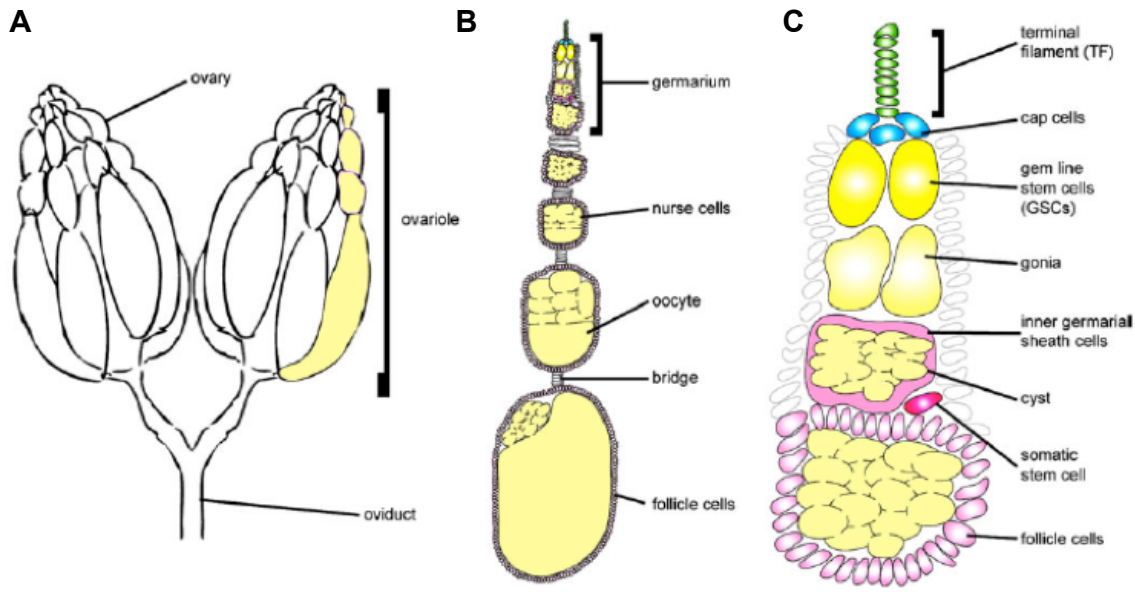 A
ovary
ovariole
oviduct
B
germarium
nurse cells
oocyte
bridge
follicle cells
C
terminal
filament (TF)
cap cells
gem line
stem cells
(GSCs)
gonia
inner germarial
sheath cells
cyst
somatic
stem cell
follicle cells